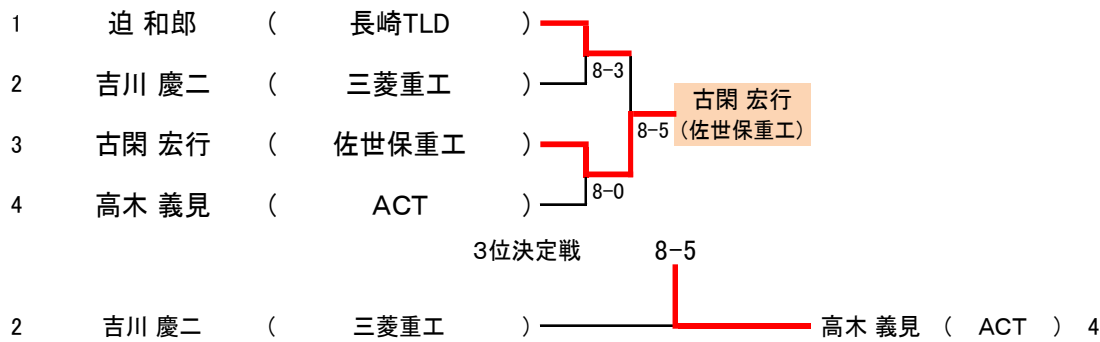 1 迫 和郎 ( 長崎TLD )
8-3
2 吉川 慶二 ( 三菱重工 )
古閑 宏行
8-5 (佐世保重工)
3 古閑 宏行 ( 佐世保重工 )
8-0
4 高木 義見 ( ACT )
3位決定戦 8-5
2 吉川 慶二 ( 三菱重工 ) 高木 義見 ( ACT ) 4